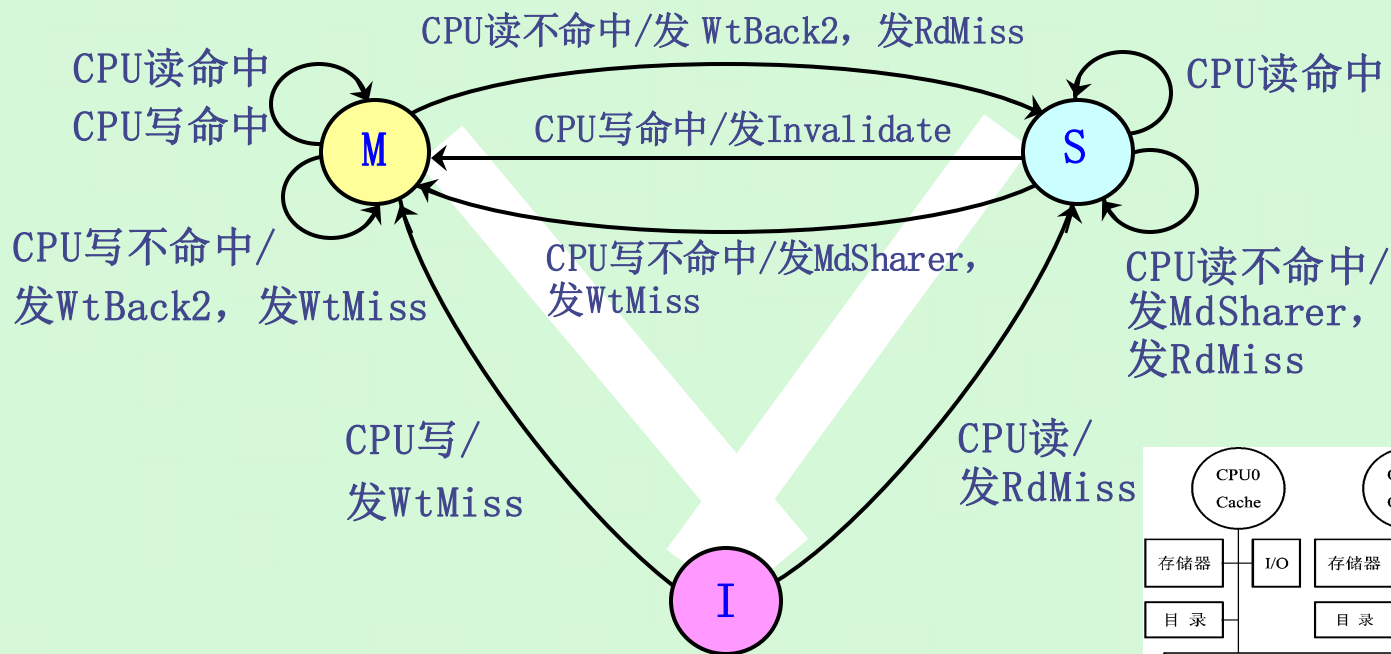 CPU读不命中/发 WtBack2，发RdMiss
CPU读命中
CPU写命中
CPU读命中
M
CPU写命中/发Invalidate
S
CPU写不命中/
发WtBack2，发WtMiss
CPU写不命中/发MdSharer，
发WtMiss
CPU读不命中/
发MdSharer，
发RdMiss
CPU写/
发WtMiss
CPU读/
发RdMiss
I
CPU0
Cache
存储器
I/O
存储器
目 录
目 录